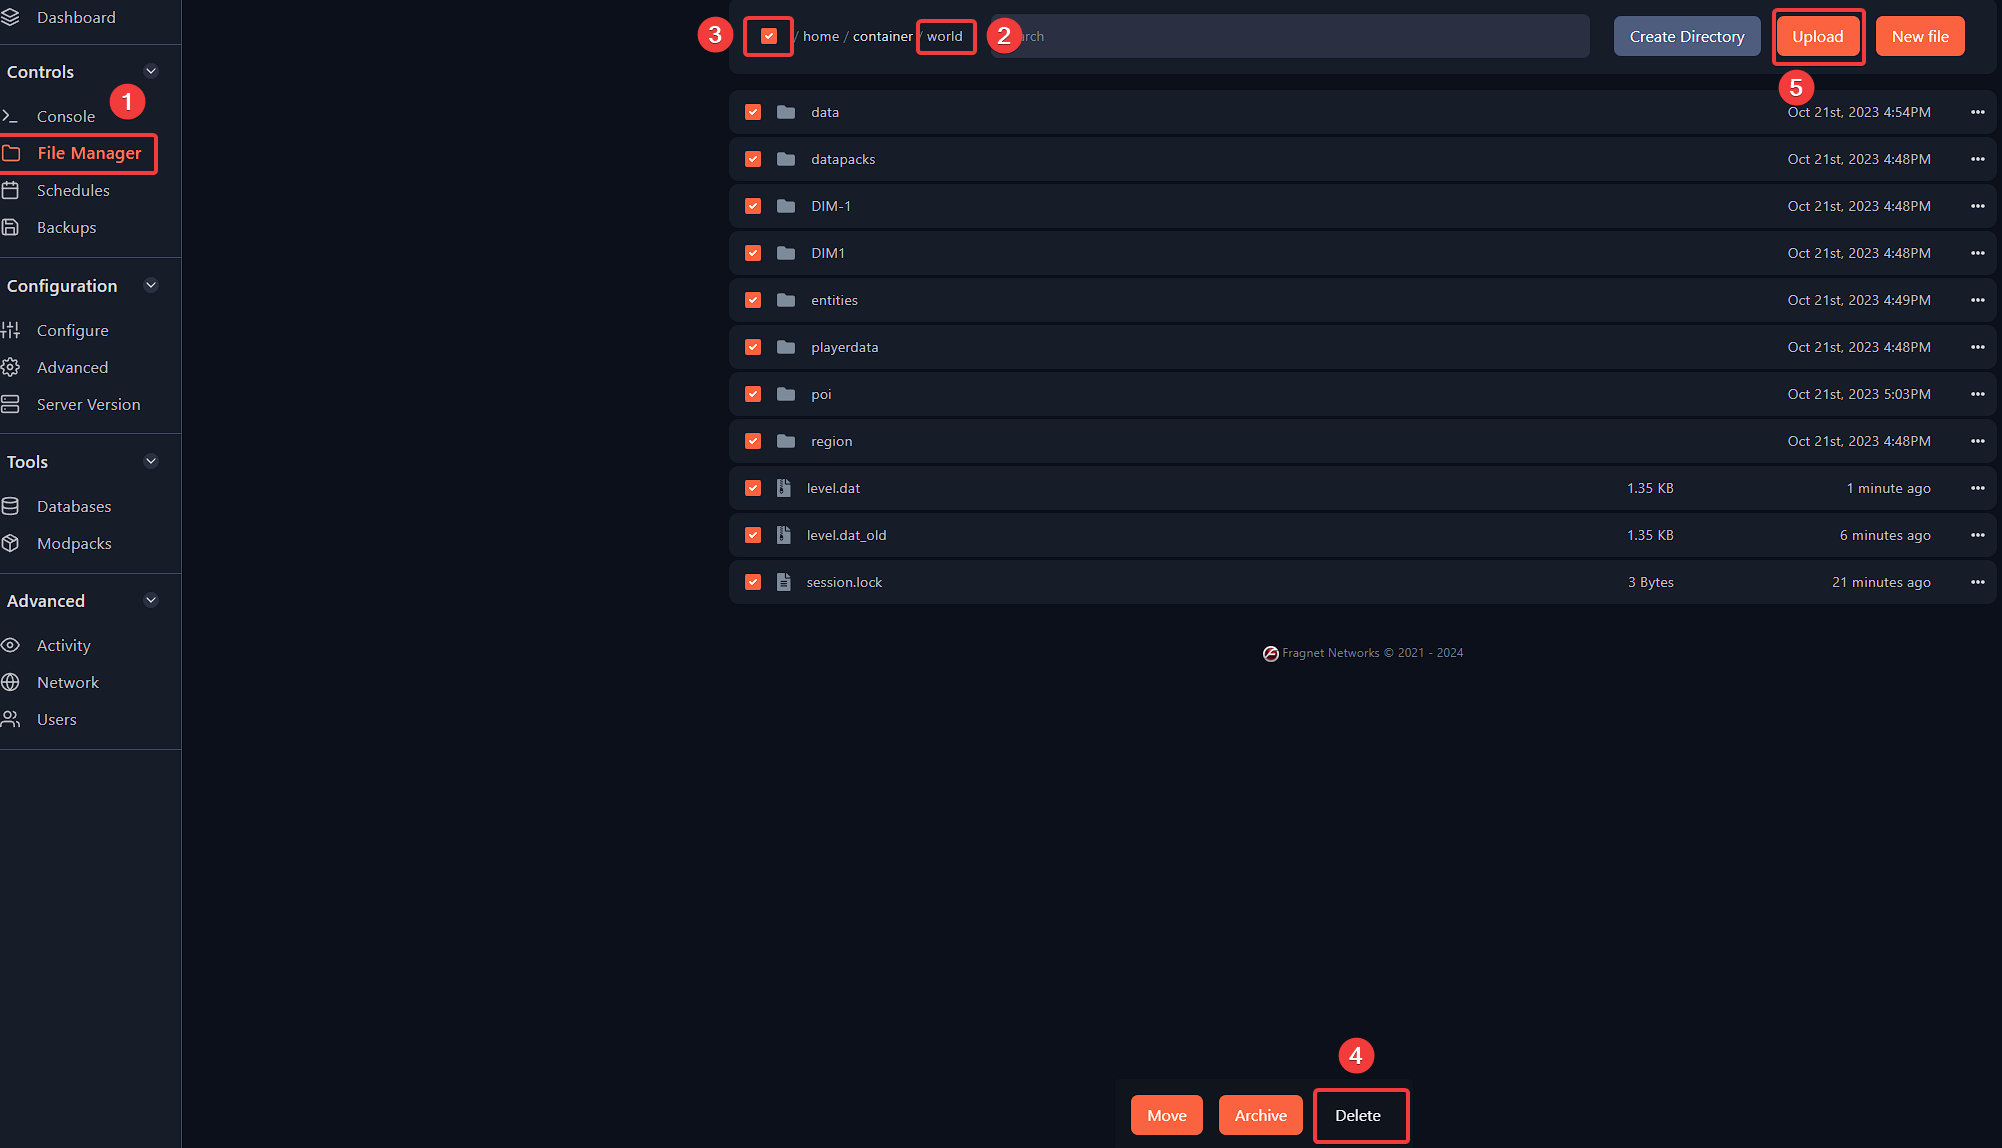 Dashboard
Controls
1
Console
File Manager
Schedules
Backups
Configuration
Configure
Advanced
Server Version
Tools
Databases
Modpacks
Advanced
Activity
Network
Users
3 / home / container / world 2 rch
Create Directory Upload New file
5
data Oct 21st, 2023 4:54PM
datapacks Oct 21st, 2023 4:48PM
DIM-1 Oct 21st, 2023 4:48PM
DIM1 Oct 21st, 2023 4:48PM
entities Oct 21st, 2023 4:49PM
playerdata Oct 21st, 2023 4:48PM
poi Oct 21st, 2023 5:03PM
region Oct 21st, 2023 4:48PM
level.dat 1.35 KB 1 minute ago
level.dat_old 1.35 KB 6 minutes ago
session.lock 3 Bytes 21 minutes ago
Fragnet Networks © 2021 - 2024
4
Move Archive Delete